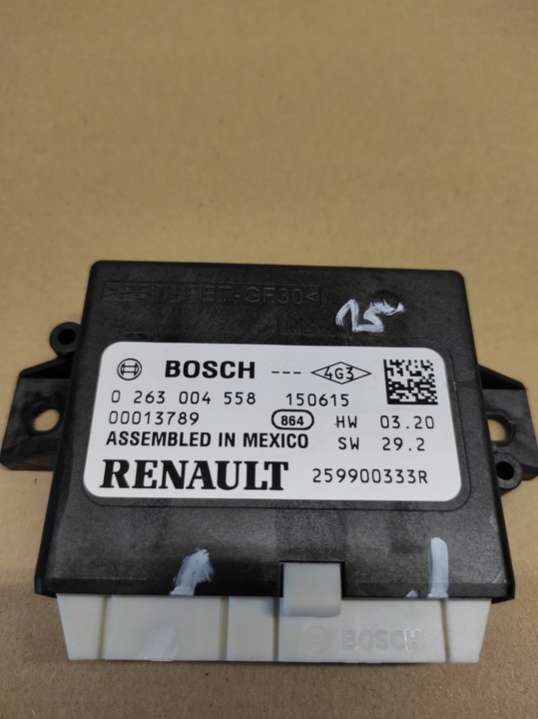 15
BOSCH --- 4G3
0 263 004 558 150615
00013789 864 HW 03.20
ASSEMBLED IN MEXICO SW 29.2
RENAULT 259900333R
BOSCH